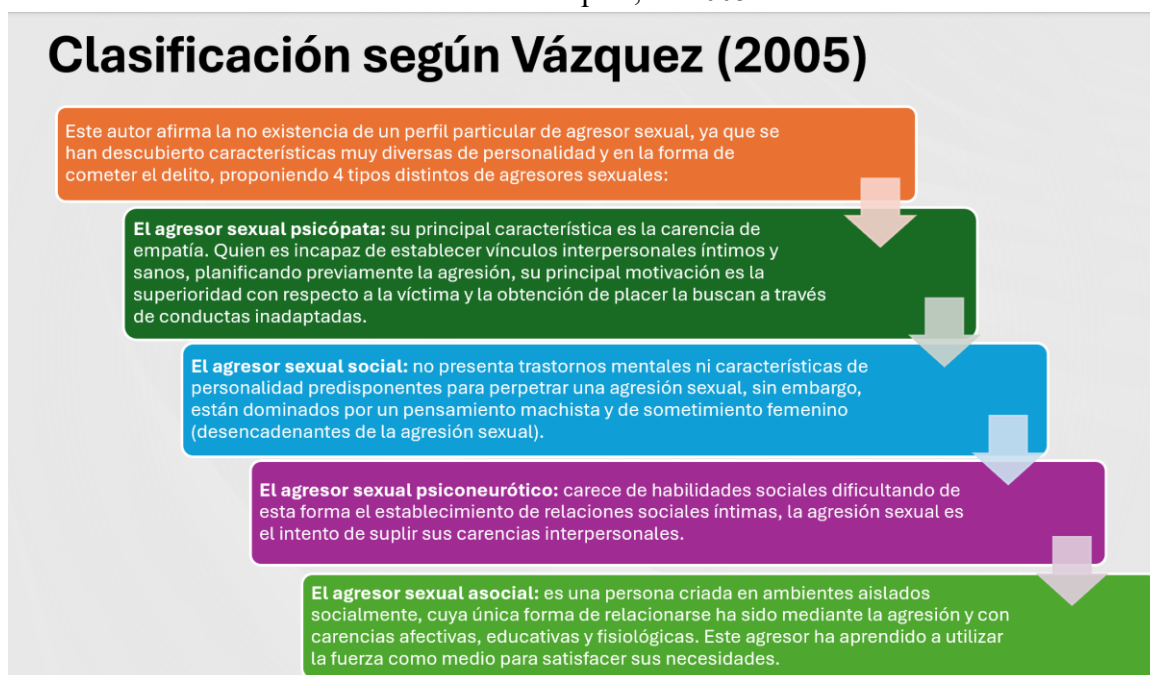 Clasificación según Vázquez (2005)
Este autor afirma la no existencia de un perfil particular de agresor sexual, ya que se
han descubierto características muy diversas de personalidad y en la forma de
cometer el delito, proponiendo 4 tipos distintos de agresores sexuales:
El agresor sexual psicópata: su principal característica es la carencia de
empatía. Quien es incapaz de establecer vínculos interpersonales íntimos y
sanos, planificando previamente la agresión, su principal motivación es la
superioridad con respecto a la víctima y la obtención de placer la buscan a través
de conductas inadaptadas.
El agresor sexual social: no presenta trastornos mentales ni características de
personalidad predisponentes para perpetrar una agresión sexual, sin embargo,
están dominados por un pensamiento machista y de sometimiento femenino
(desencadenantes de la agresión sexual).
El agresor sexual psiconeurótico: carece de habilidades sociales dificultando de
esta forma el establecimiento de relaciones sociales íntimas, la agresión sexual es
el intento de suplir sus carencias interpersonales.
El agresor sexual asocial: es una persona criada en ambientes aislados
socialmente, cuya única forma de relacionarse ha sido mediante la agresión y con
carencias afectivas, educativas y fisiológicas. Este agresor ha aprendido a utilizar
la fuerza como medio para satisfacer sus necesidades.